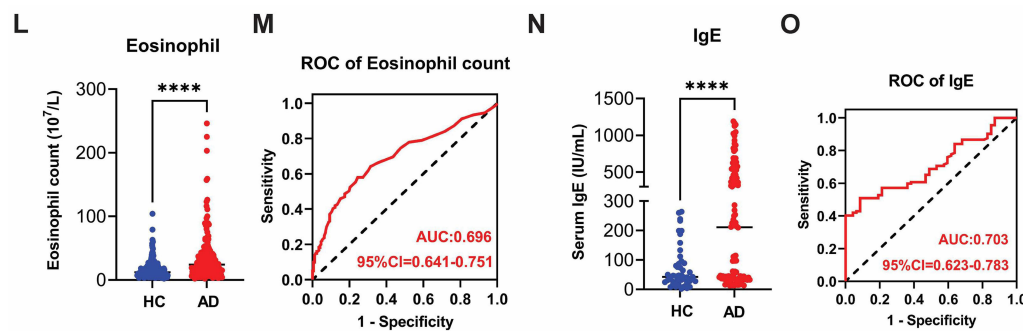 L
Eosinophil
****
Eosinophil count (10⁷/L)
300
200
100
0
HC AD
M
ROC of Eosinophil count
Sensitivity
1.0
0.8
0.6
0.4
0.2
0.0
AUC:0.696
95%CI=0.641-0.751
0.0 0.2 0.4 0.6 0.8 1.0
1 - Specificity
N
IgE
****
Serum IgE (IU/mL)
1500
1000
500
300
200
100
0
HC AD
O
ROC of IgE
Sensitivity
1.0
0.8
0.6
0.4
0.2
0.0
AUC:0.703
95%CI=0.623-0.783
0.0 0.2 0.4 0.6 0.8 1.0
1 - Specificity